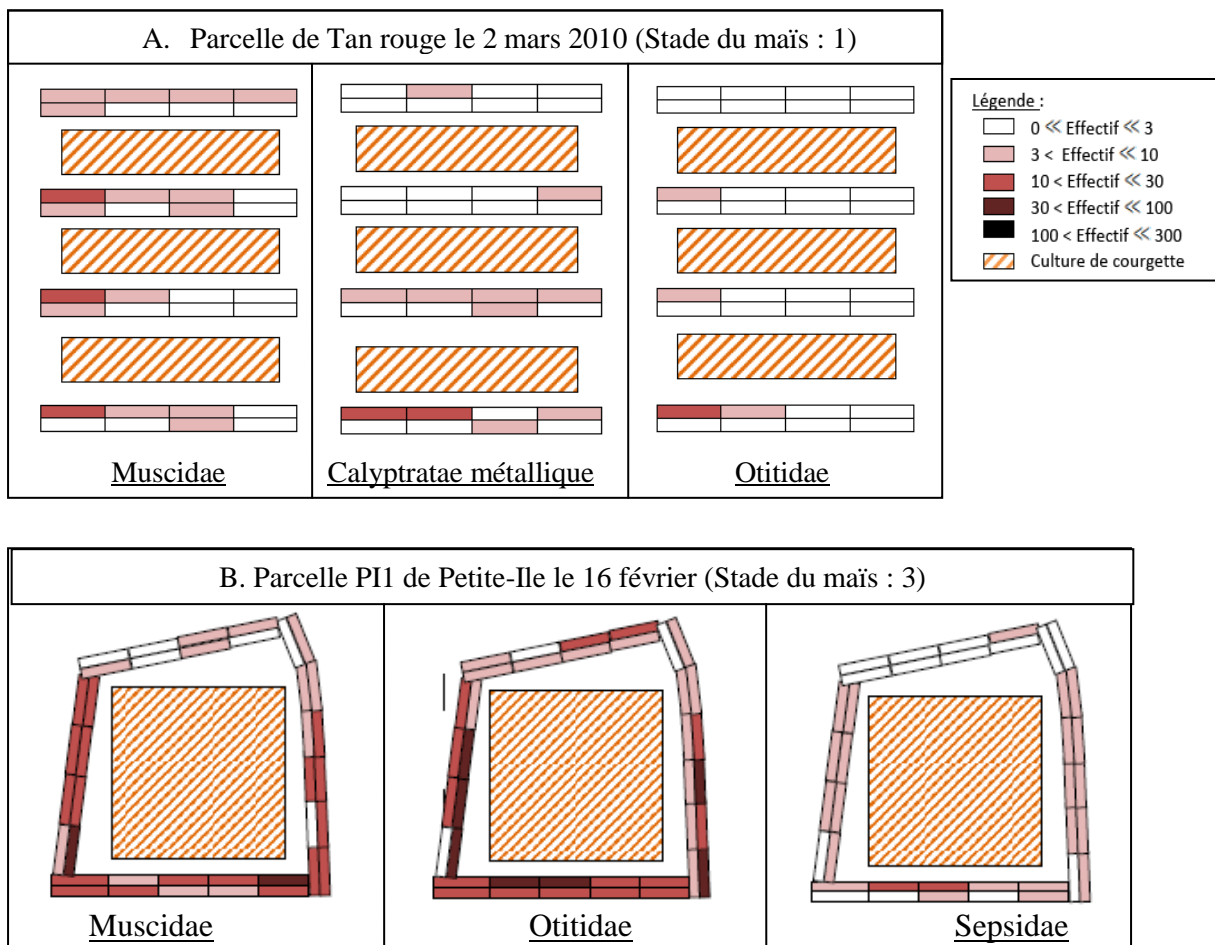 A. Parcelle de Tan rouge le 2 mars 2010 (Stade du maïs : 1)
Légende :
0 ≪ Effectif ≪ 3
3 < Effectif ≪ 10
10 < Effectif ≪ 30
30 < Effectif ≪ 100
100 < Effectif ≪ 300
Culture de courgette
Muscidae
Calyptratae métallique
Otitidae
B. Parcelle PI1 de Petite-Ile le 16 février (Stade du maïs : 3)
Muscidae
Otitidae
Sepsidae